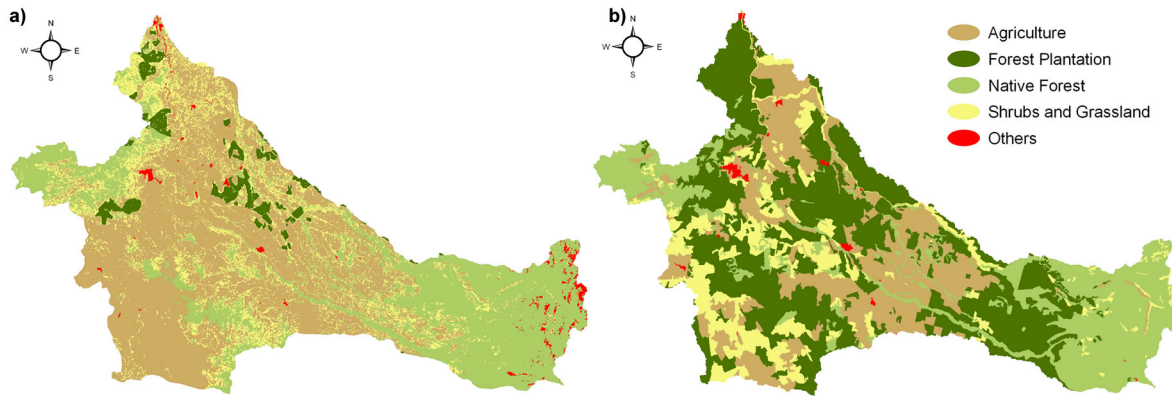 a)
N
W E
S
b)
N
W E
S
Agriculture
Forest Plantation
Native Forest
Shrubs and Grassland
Others